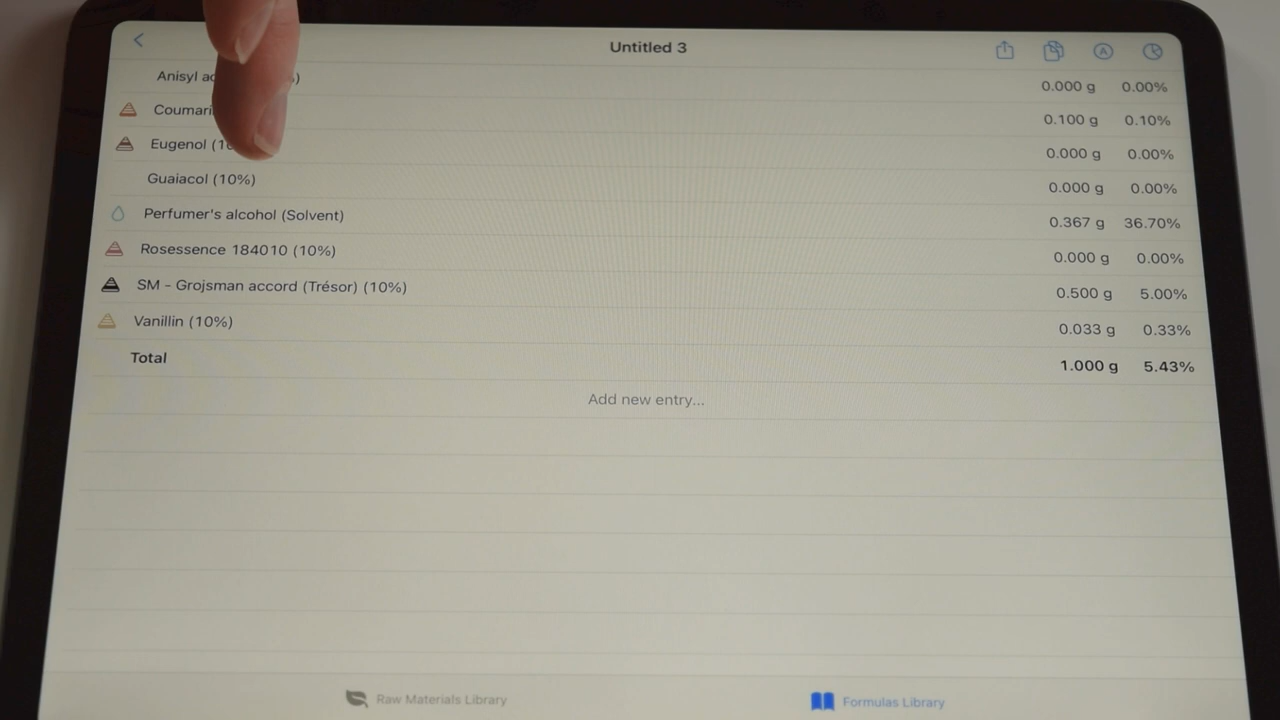 Untitled 3
Anisyl 0.000 g 0.00%
0.100 g 0.10%
Eugenol 0.000 g 0.00%
Guaiacol (10%) 0.000 g 0.00%
Perfumer's alcohol (Solvent) 0.367 g 36.70%
Rosessence 184010 (10%) 0.000 g 0.00%
SM - Grojsman accord (Trésor) (10%) 0.500 g 5.00%
Vanillin (10%) 0.033 g 0.33%
Total 1.000 g 5.43%
Add new entry...
Raw Materials Library
Formulas Library